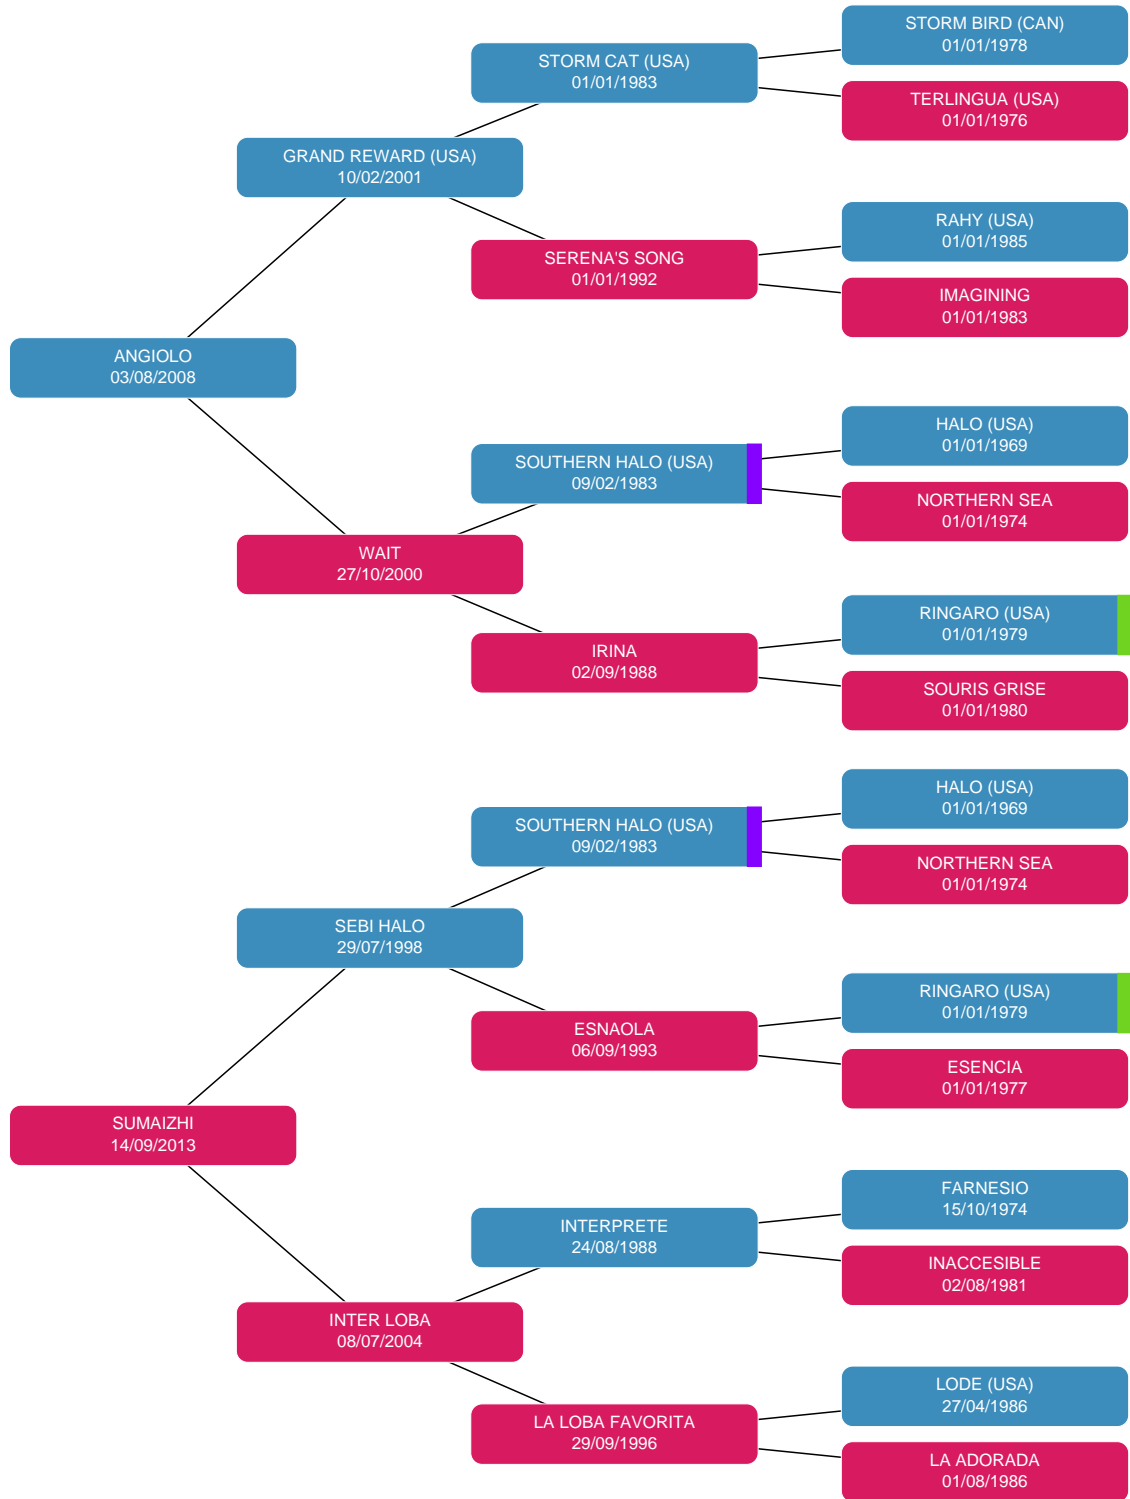 STORM BIRD (CAN)
01/01/1978
STORM CAT (USA)
01/01/1983
TERLINGUA (USA)
01/01/1976
GRAND REWARD (USA)
10/02/2001
RAHY (USA)
01/01/1985
SERENA'S SONG
01/01/1992
IMAGINING
01/01/1983
ANGIOLO
03/08/2008
HALO (USA)
01/01/1969
SOUTHERN HALO (USA)
09/02/1983
NORTHERN SEA
01/01/1974
WAIT
27/10/2000
RINGARO (USA)
01/01/1979
IRINA
02/09/1988
SOURIS GRISE
01/01/1980
HALO (USA)
01/01/1969
SOUTHERN HALO (USA)
09/02/1983
NORTHERN SEA
01/01/1974
SEBI HALO
29/07/1998
RINGARO (USA)
01/01/1979
ESNAOLA
06/09/1993
ESENCIA
01/01/1977
SUMAIZHI
14/09/2013
FARNESIO
15/10/1974
INTERPRETE
24/08/1988
INACCESIBLE
02/08/1981
INTER LOBA
08/07/2004
LODE (USA)
27/04/1986
LA LOBA FAVORITA
29/09/1996
LA ADORADA
01/08/1986